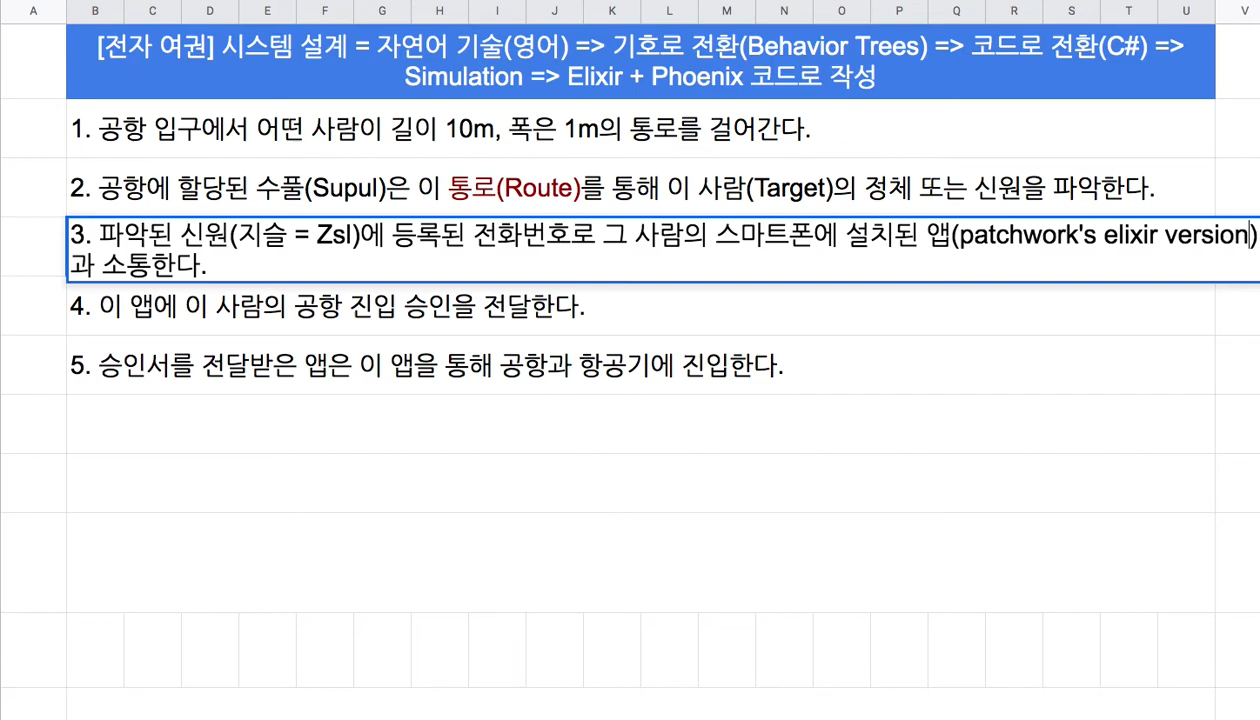 A B C D E F G H I J K L M N O P Q R S T U V
[전자 여권] 시스템 설계 = 자연어 기술(영어) => 기호로 전환(Behavior Trees) => 코드로 전환(C#) =>
Simulation => Elixir + Phoenix 코드로 작성
1. 공항 입구에서 어떤 사람이 길이 10m, 폭은 1m의 통로를 걸어간다.
2. 공항에 할당된 수풀(Supul)은 이 통로(Route)를 통해 이 사람(Target)의 정체 또는 신원을 파악한다.
3. 파악된 신원(지슬 = Zsl)에 등록된 전화번호로 그 사람의 스마트폰에 설치된 앱(patchwork's elixir version)
과 소통한다.
4. 이 앱에 이 사람의 공항 진입 승인을 전달한다.
5. 승인서를 전달받은 앱은 이 앱을 통해 공항과 항공기에 진입한다.